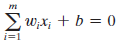 ∑_{i=1}^{m} w_i x_i + b = 0